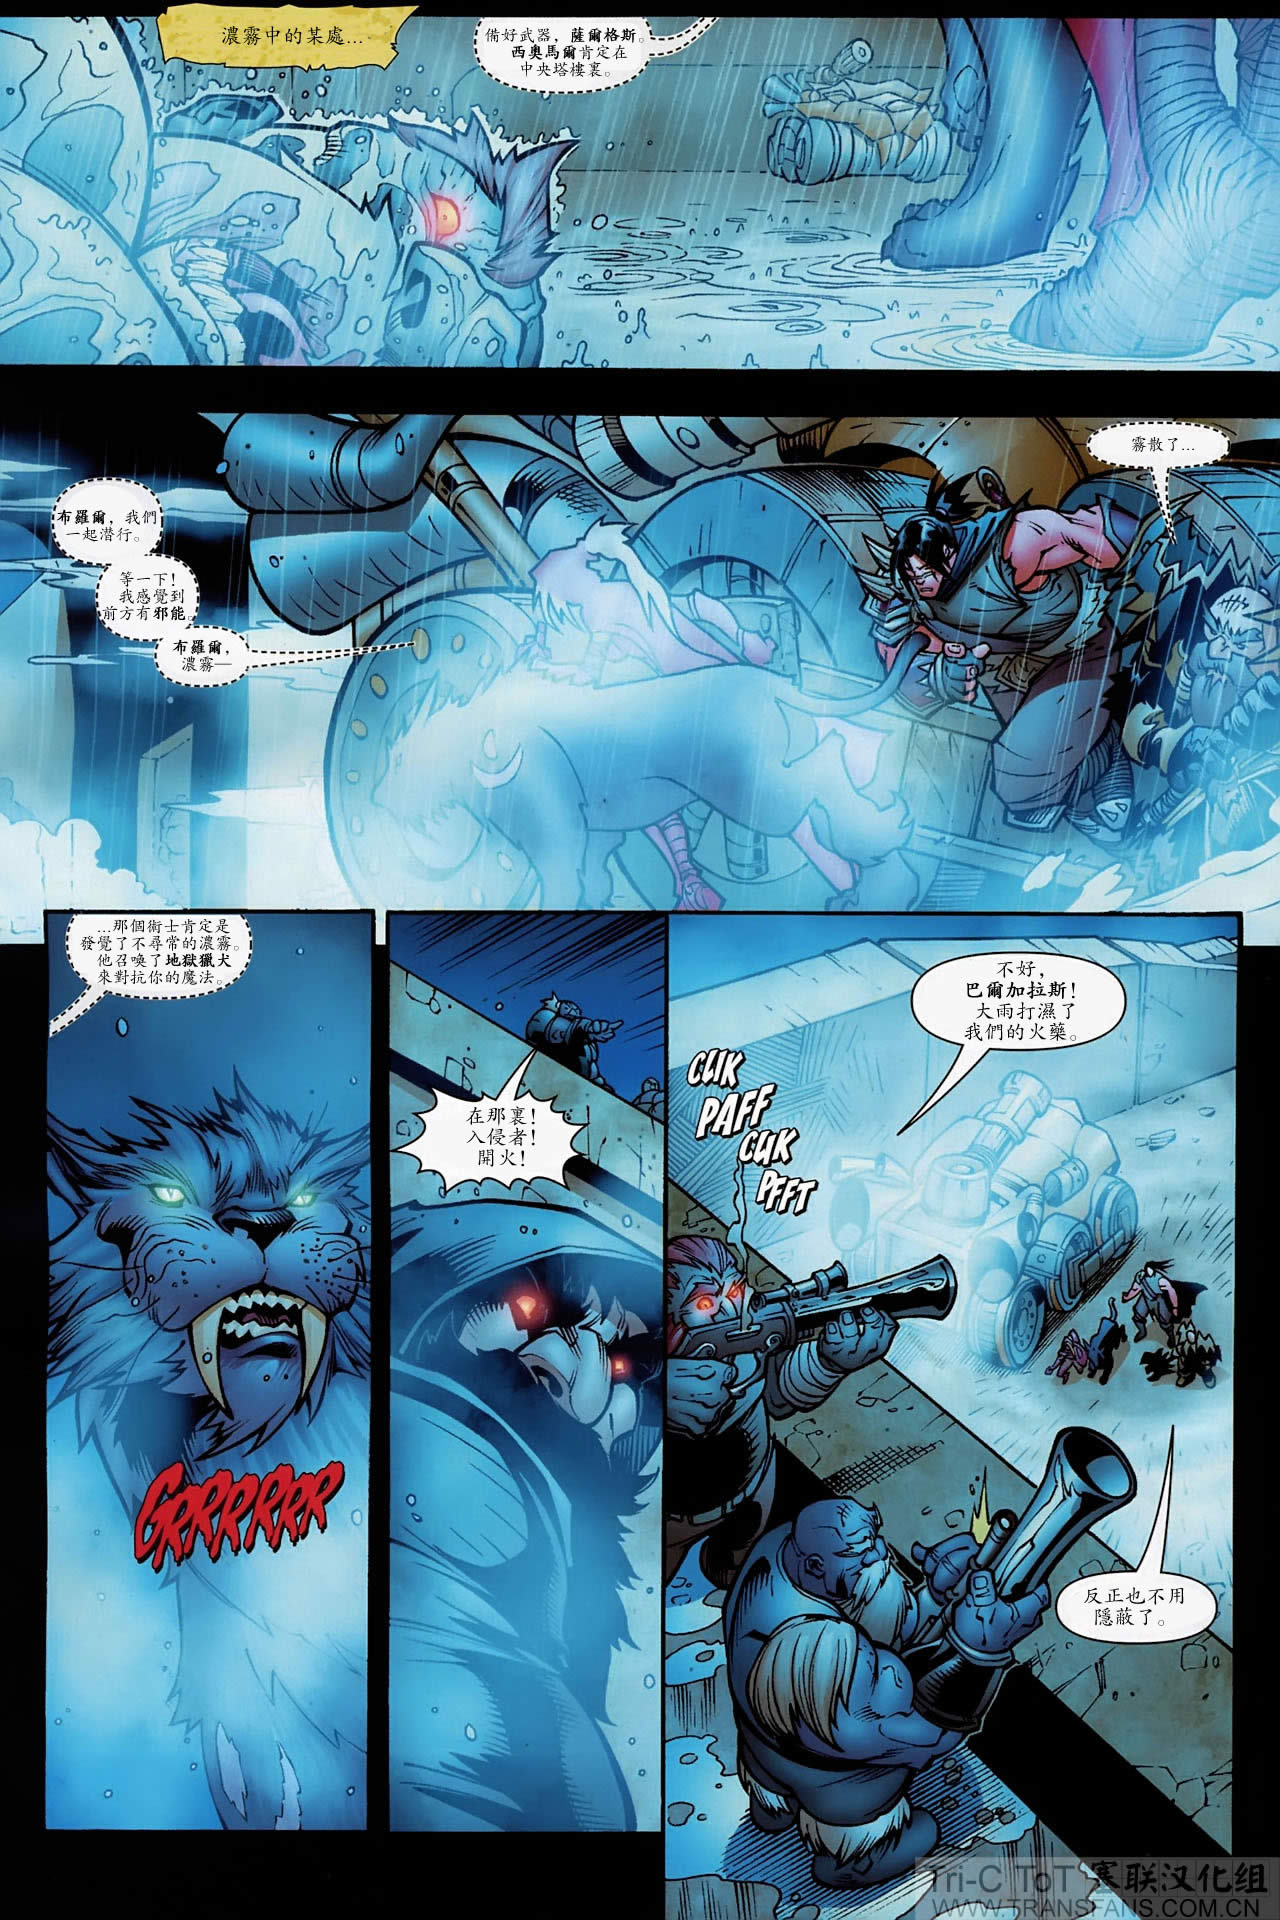 濃霧中的某處...
備好武器，薩爾格斯。
西奧馬爾肯定在
中央塔樓裏。
霧散了...
布羅爾，我們
一起潛行。
等一下！
我感覺到
前方有邪能。
布羅爾，
濃霧—
...那個術士肯定是
發覺了不尋常的濃霧。
他召喚了地獄獵犬
來對抗你的魔法。
GRRRRRR
在那裏！
入侵者！
開火！
不好，
巴爾加拉斯！
大雨打濕了
我們的火藥。
CLIK
PAFF
CLIK
PFFT
反正也不用
隱蔽了。
Tri-C ToT 塞联汉化组
WWW.TRANSFANS.COM.CN